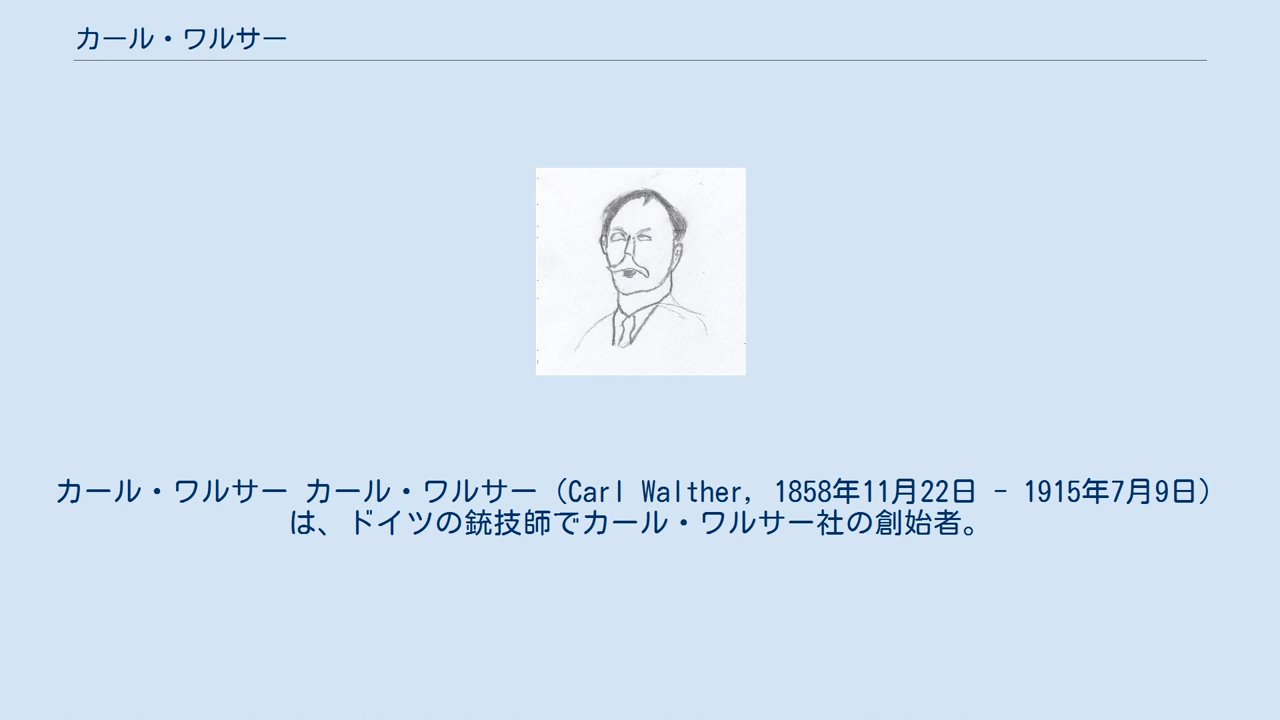 カール・ワルサー
カール・ワルサー カール・ワルサー（Carl Walther, 1858年11月22日 - 1915年7月9日）
は、ドイツの銃技師でカール・ワルサー社の創始者。